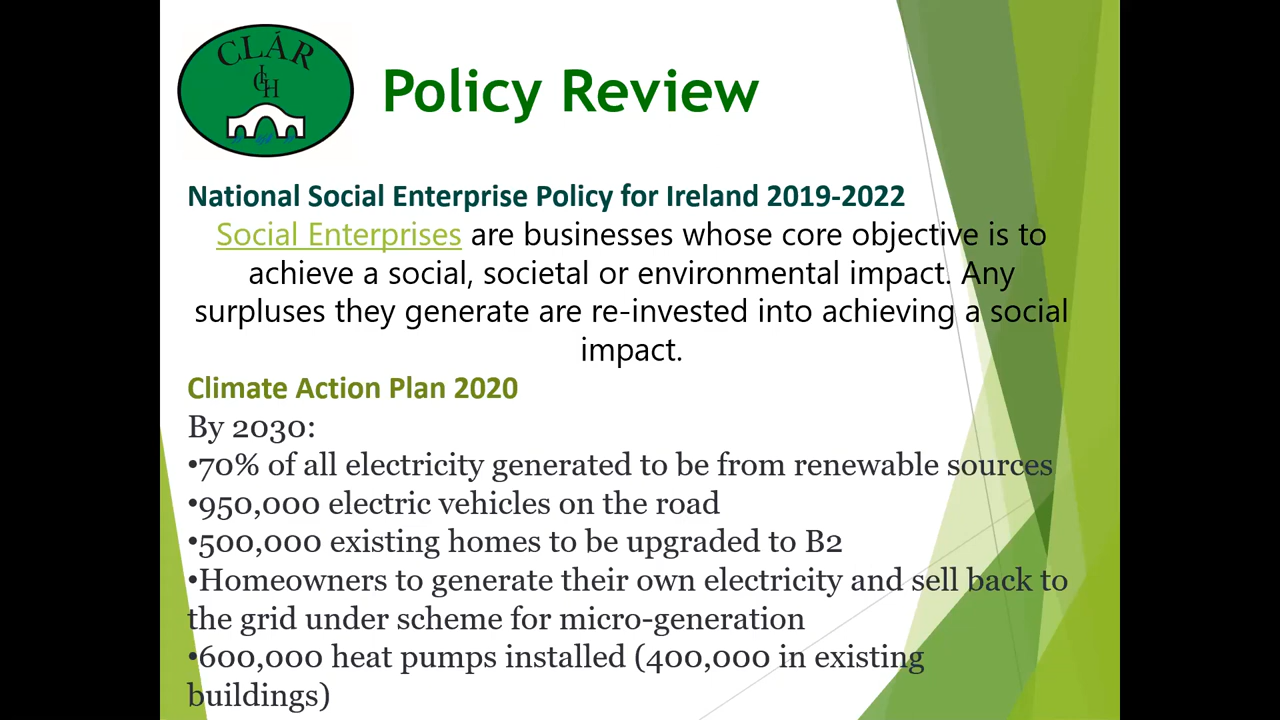 CLÁR
ICH
Policy Review
National Social Enterprise Policy for Ireland 2019-2022
Social Enterprises are businesses whose core objective is to
achieve a social, societal or environmental impact. Any
surpluses they generate are re-invested into achieving a social
impact.
Climate Action Plan 2020
By 2030:
•70% of all electricity generated to be from renewable sources
•950,000 electric vehicles on the road
•500,000 existing homes to be upgraded to B2
•Homeowners to generate their own electricity and sell back to
the grid under scheme for micro-generation
•600,000 heat pumps installed (400,000 in existing
buildings)